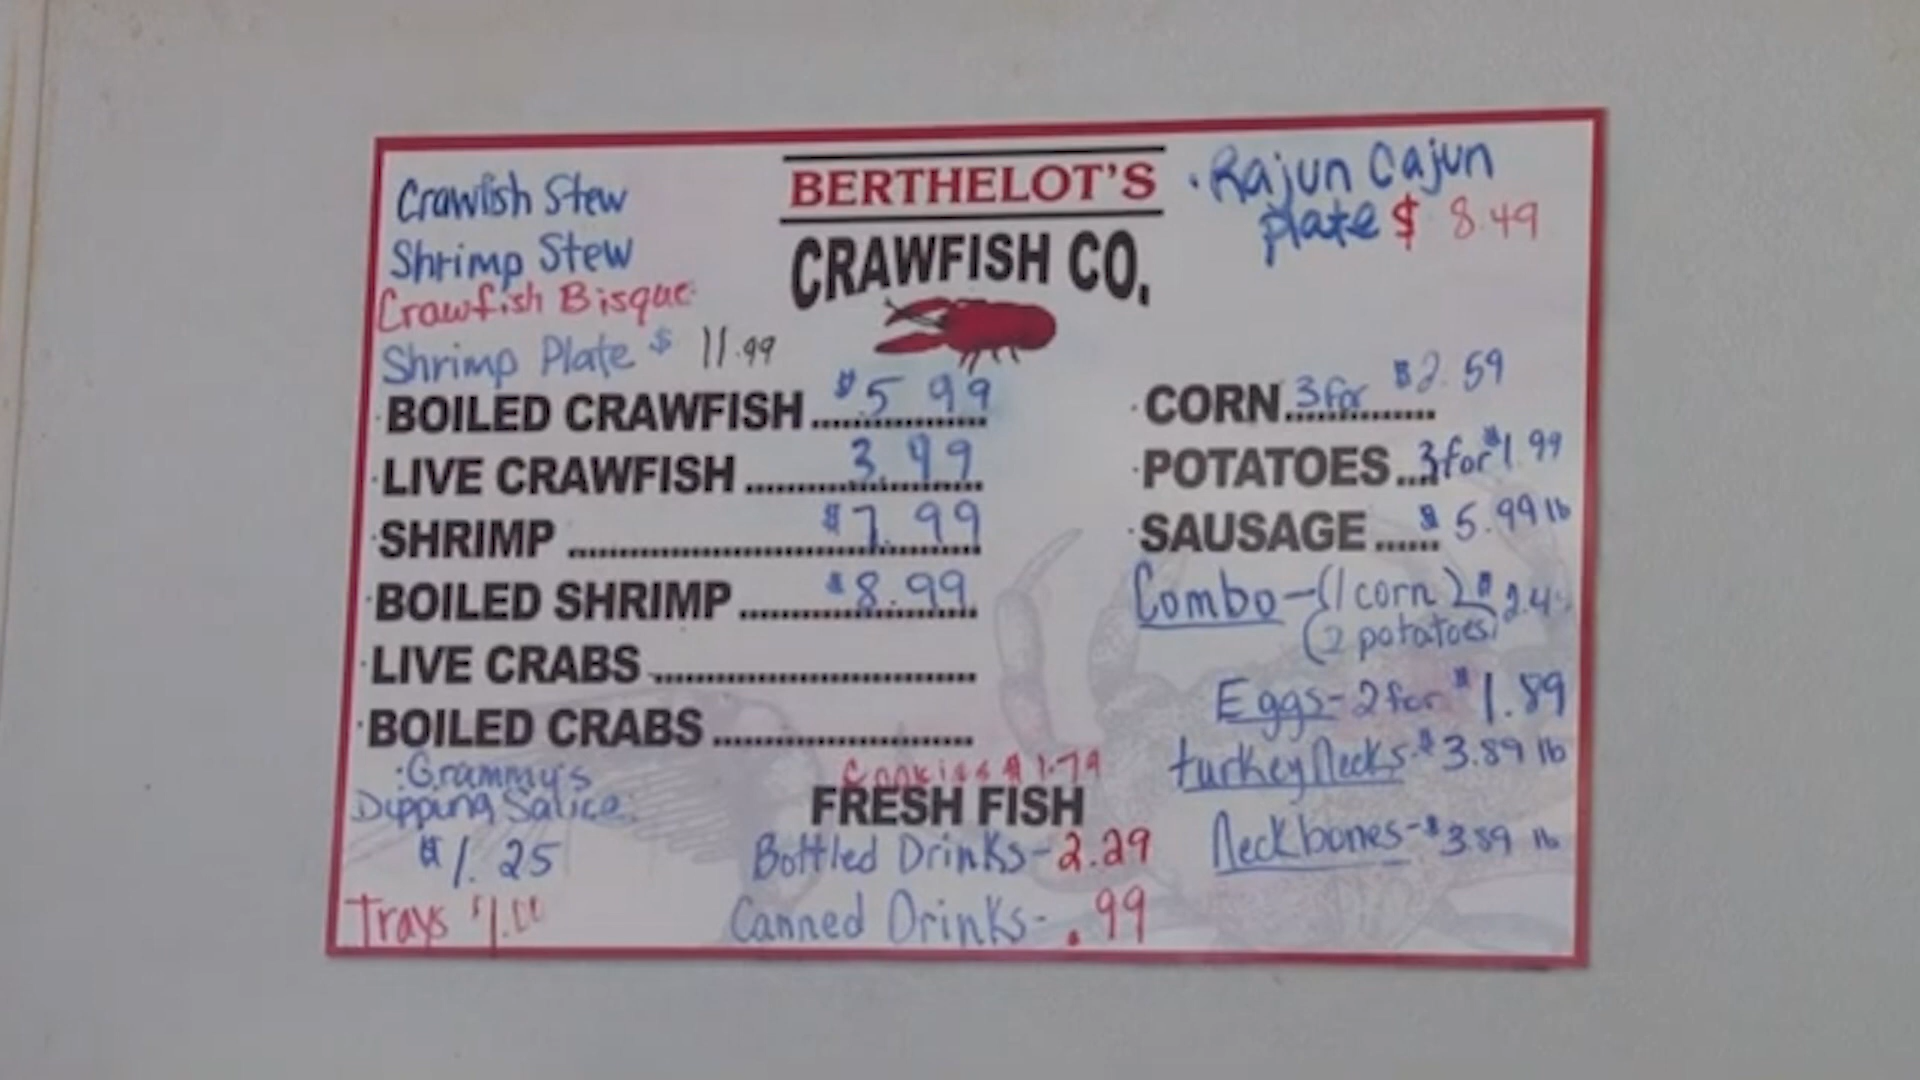 BERTHELOT'S
CRAWFISH CO.
Crawfish Stew
Shrimp Stew
Crawfish Bisque
Shrimp Plate $ 11.99
BOILED CRAWFISH $5.99
LIVE CRAWFISH 3.99
SHRIMP $7.99
BOILED SHRIMP $8.99
LIVE CRABS
BOILED CRABS
Grammy's
Dipping Sauce
$1.25
Trays $1.00
Cookies $1.79
FRESH FISH
Bottled Drinks-2.29
Canned Drinks-.99
Rajun Cajun
plate $ 8.49
CORN 3 for $2.59
POTATOES 3 for $1.99
SAUSAGE $5.99 lb
Combo-(1 corn)
(2 potatoes)
Eggs-2 for $1.89
turkey necks-$3.89 lb
Neckbones-$3.89 lb